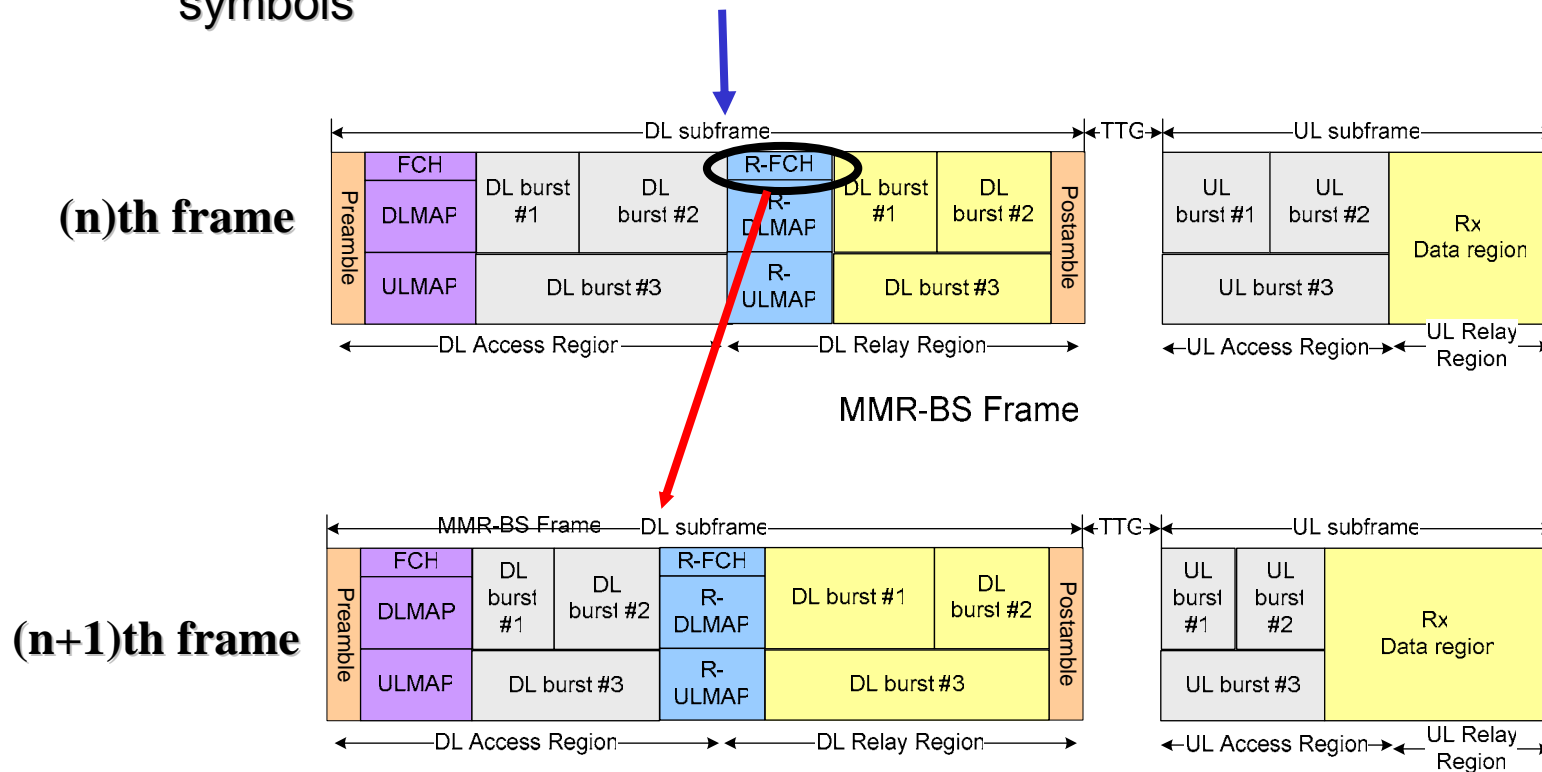 symbols
DL subframe
TTG
UL subframe
(n)th frame
Preamble
FCH
DLMAP
ULMAP
DL burst
#1
DL
burst #2
DL burst #3
R-FCH
R-
DLMAP
R-
ULMAP
DL burst
#1
DL
burst #2
DL burst #3
Postamble
UL
burst #1
UL
burst #2
UL burst #3
Rx
Data region
DL Access Region
DL Relay Region
UL Access Region
UL Relay
Region
MMR-BS Frame
MMR-BS Frame
DL subframe
TTG
UL subframe
(n+1)th frame
Preamble
FCH
DLMAP
ULMAP
DL
burst
#1
DL
burst #2
DL burst #3
R-FCH
R-
DLMAP
R-
ULMAP
DL burst #1
DL
burst #2
DL burst #3
Postamble
UL
burst
#1
UL
burst
#2
UL burst #3
Rx
Data region
DL Access Region
DL Relay Region
UL Access Region
UL Relay
Region